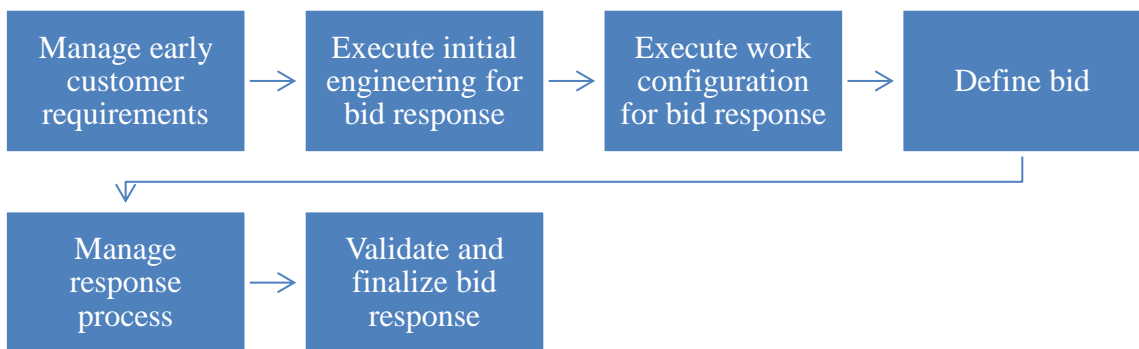 Manage early
customer
requirements
Execute initial
engineering for
bid response
Execute work
configuration
for bid response
Define bid
Manage
response
process
Validate and
finalize bid
response